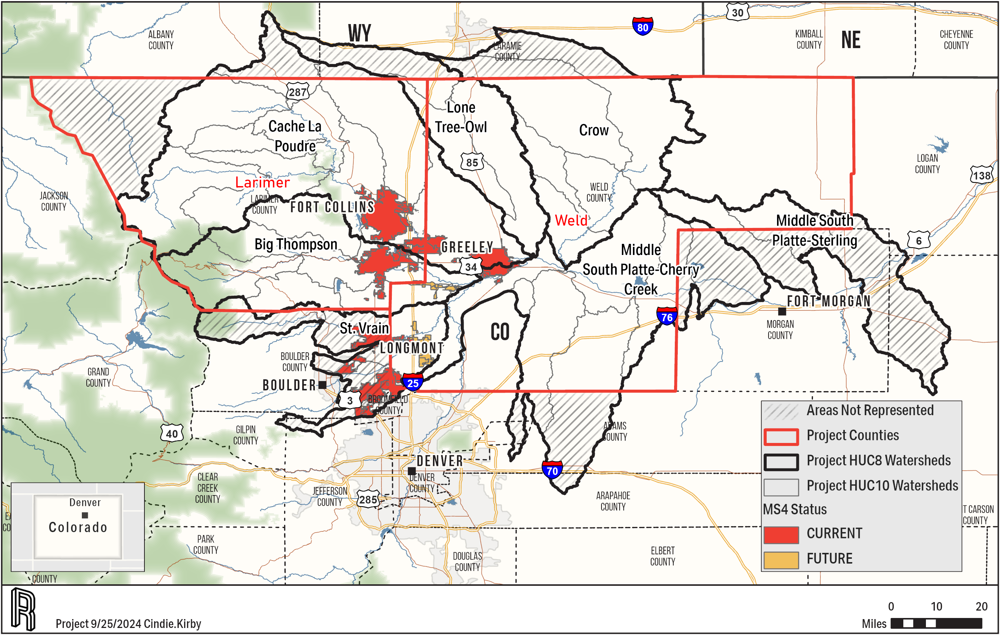 30
80
WY
ALBANY
COUNTY
KIMBALL
COUNTY
NE
CHEYENNE
COUNTY
LARAMIE
COUNTY
287
Lone
Tree-Owl
Cache La
Poudre
Crow
85
LOGAN
COUNTY
138
Larimer
LARIMER
COUNTY
JACKSON
COUNTY
WELD
COUNTY
FORT COLLINS
Weld
Middle South
Platte-Sterling
6
Big Thompson
GREELEY
34
Middle
South Platte-Cherry
Creek
FORT MORGAN
76
MORGAN
COUNTY
St. Vrain
CO
LONGMONT
BOULDER
COUNTY
GRAND
COUNTY
BOULDER
25
3
BROOMFIELD
COUNTY
40
GILPIN
COUNTY
ADAMS
COUNTY
DENVER
DENVER
COUNTY
70
CLEAR
CREEK
COUNTY
JEFFERSON
COUNTY
285
ARAPAHOE
COUNTY
T CARSON
COUNTY
EA
CO
PARK
COUNTY
DOUGLAS
COUNTY
ELBERT
COUNTY
COUNTY
Denver
Colorado
Areas Not Represented
Project Counties
Project HUC8 Watersheds
Project HUC10 Watersheds
MS4 Status
CURRENT
FUTURE
R
Project 9/25/2024 Cindie.Kirby
0 10 20
Miles